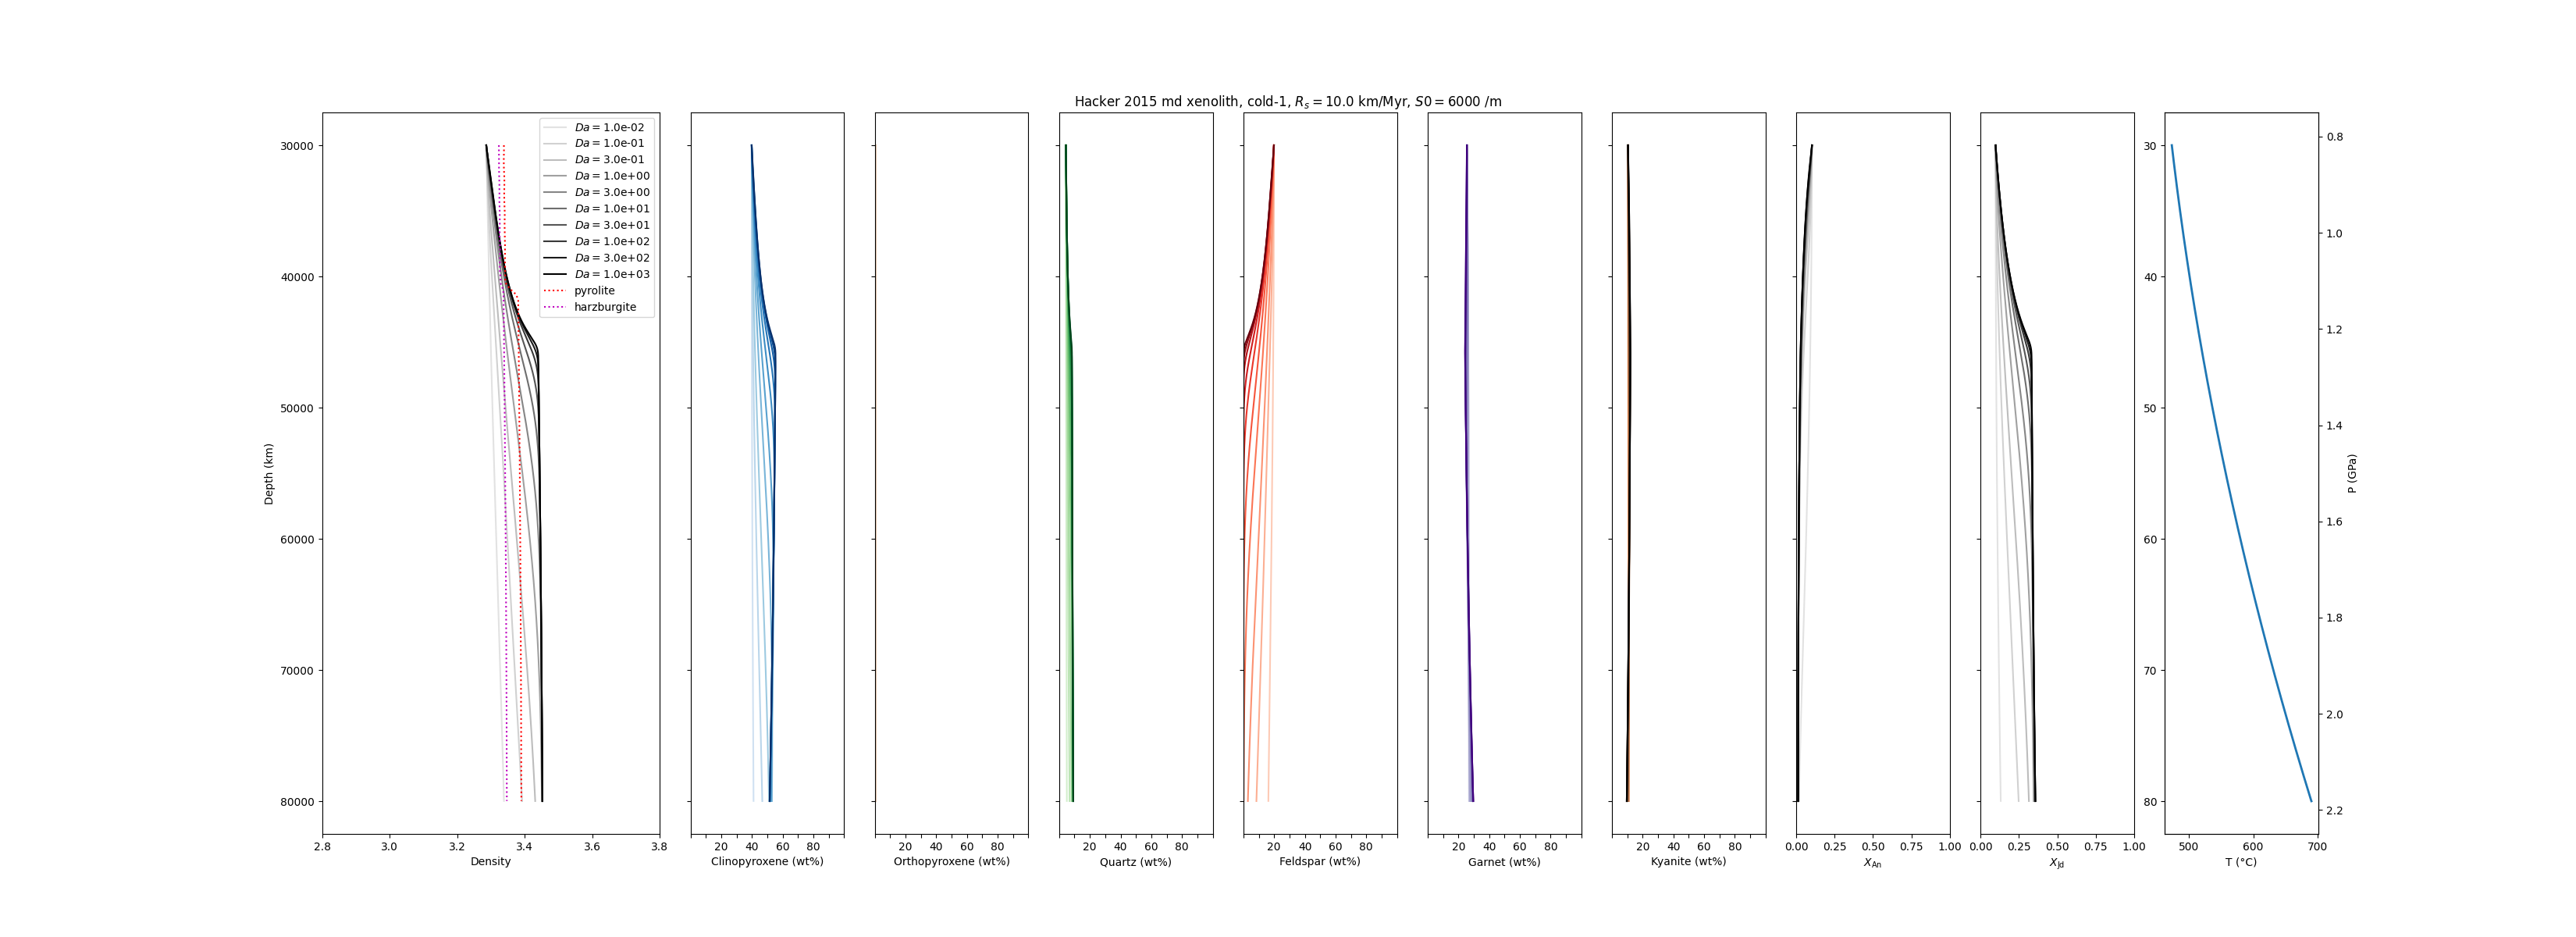 Hacker 2015 md xenolith, cold-1, R_s = 10.0 km/Myr, S0 = 6000 /m
Da = 1.0e-02
Da = 1.0e-01
Da = 3.0e-01
Da = 1.0e+00
Da = 3.0e+00
Da = 1.0e+01
Da = 3.0e+01
Da = 1.0e+02
Da = 3.0e+02
Da = 1.0e+03
pyrolite
harzburgite
Depth (km)
30000
40000
50000
60000
70000
80000
2.8 3.0 3.2 3.4 3.6 3.8
Density
20 40 60 80
Clinopyroxene (wt%)
20 40 60 80
Orthopyroxene (wt%)
20 40 60 80
Quartz (wt%)
20 40 60 80
Feldspar (wt%)
20 40 60 80
Garnet (wt%)
20 40 60 80
Kyanite (wt%)
0.00 0.25 0.50 0.75 1.00
X_An
0.00 0.25 0.50 0.75 1.00
X_Jd
30
40
50
60
70
80
500 600 700
T (°C)
0.8
1.0
1.2
1.4
1.6
1.8
2.0
2.2
P (GPa)